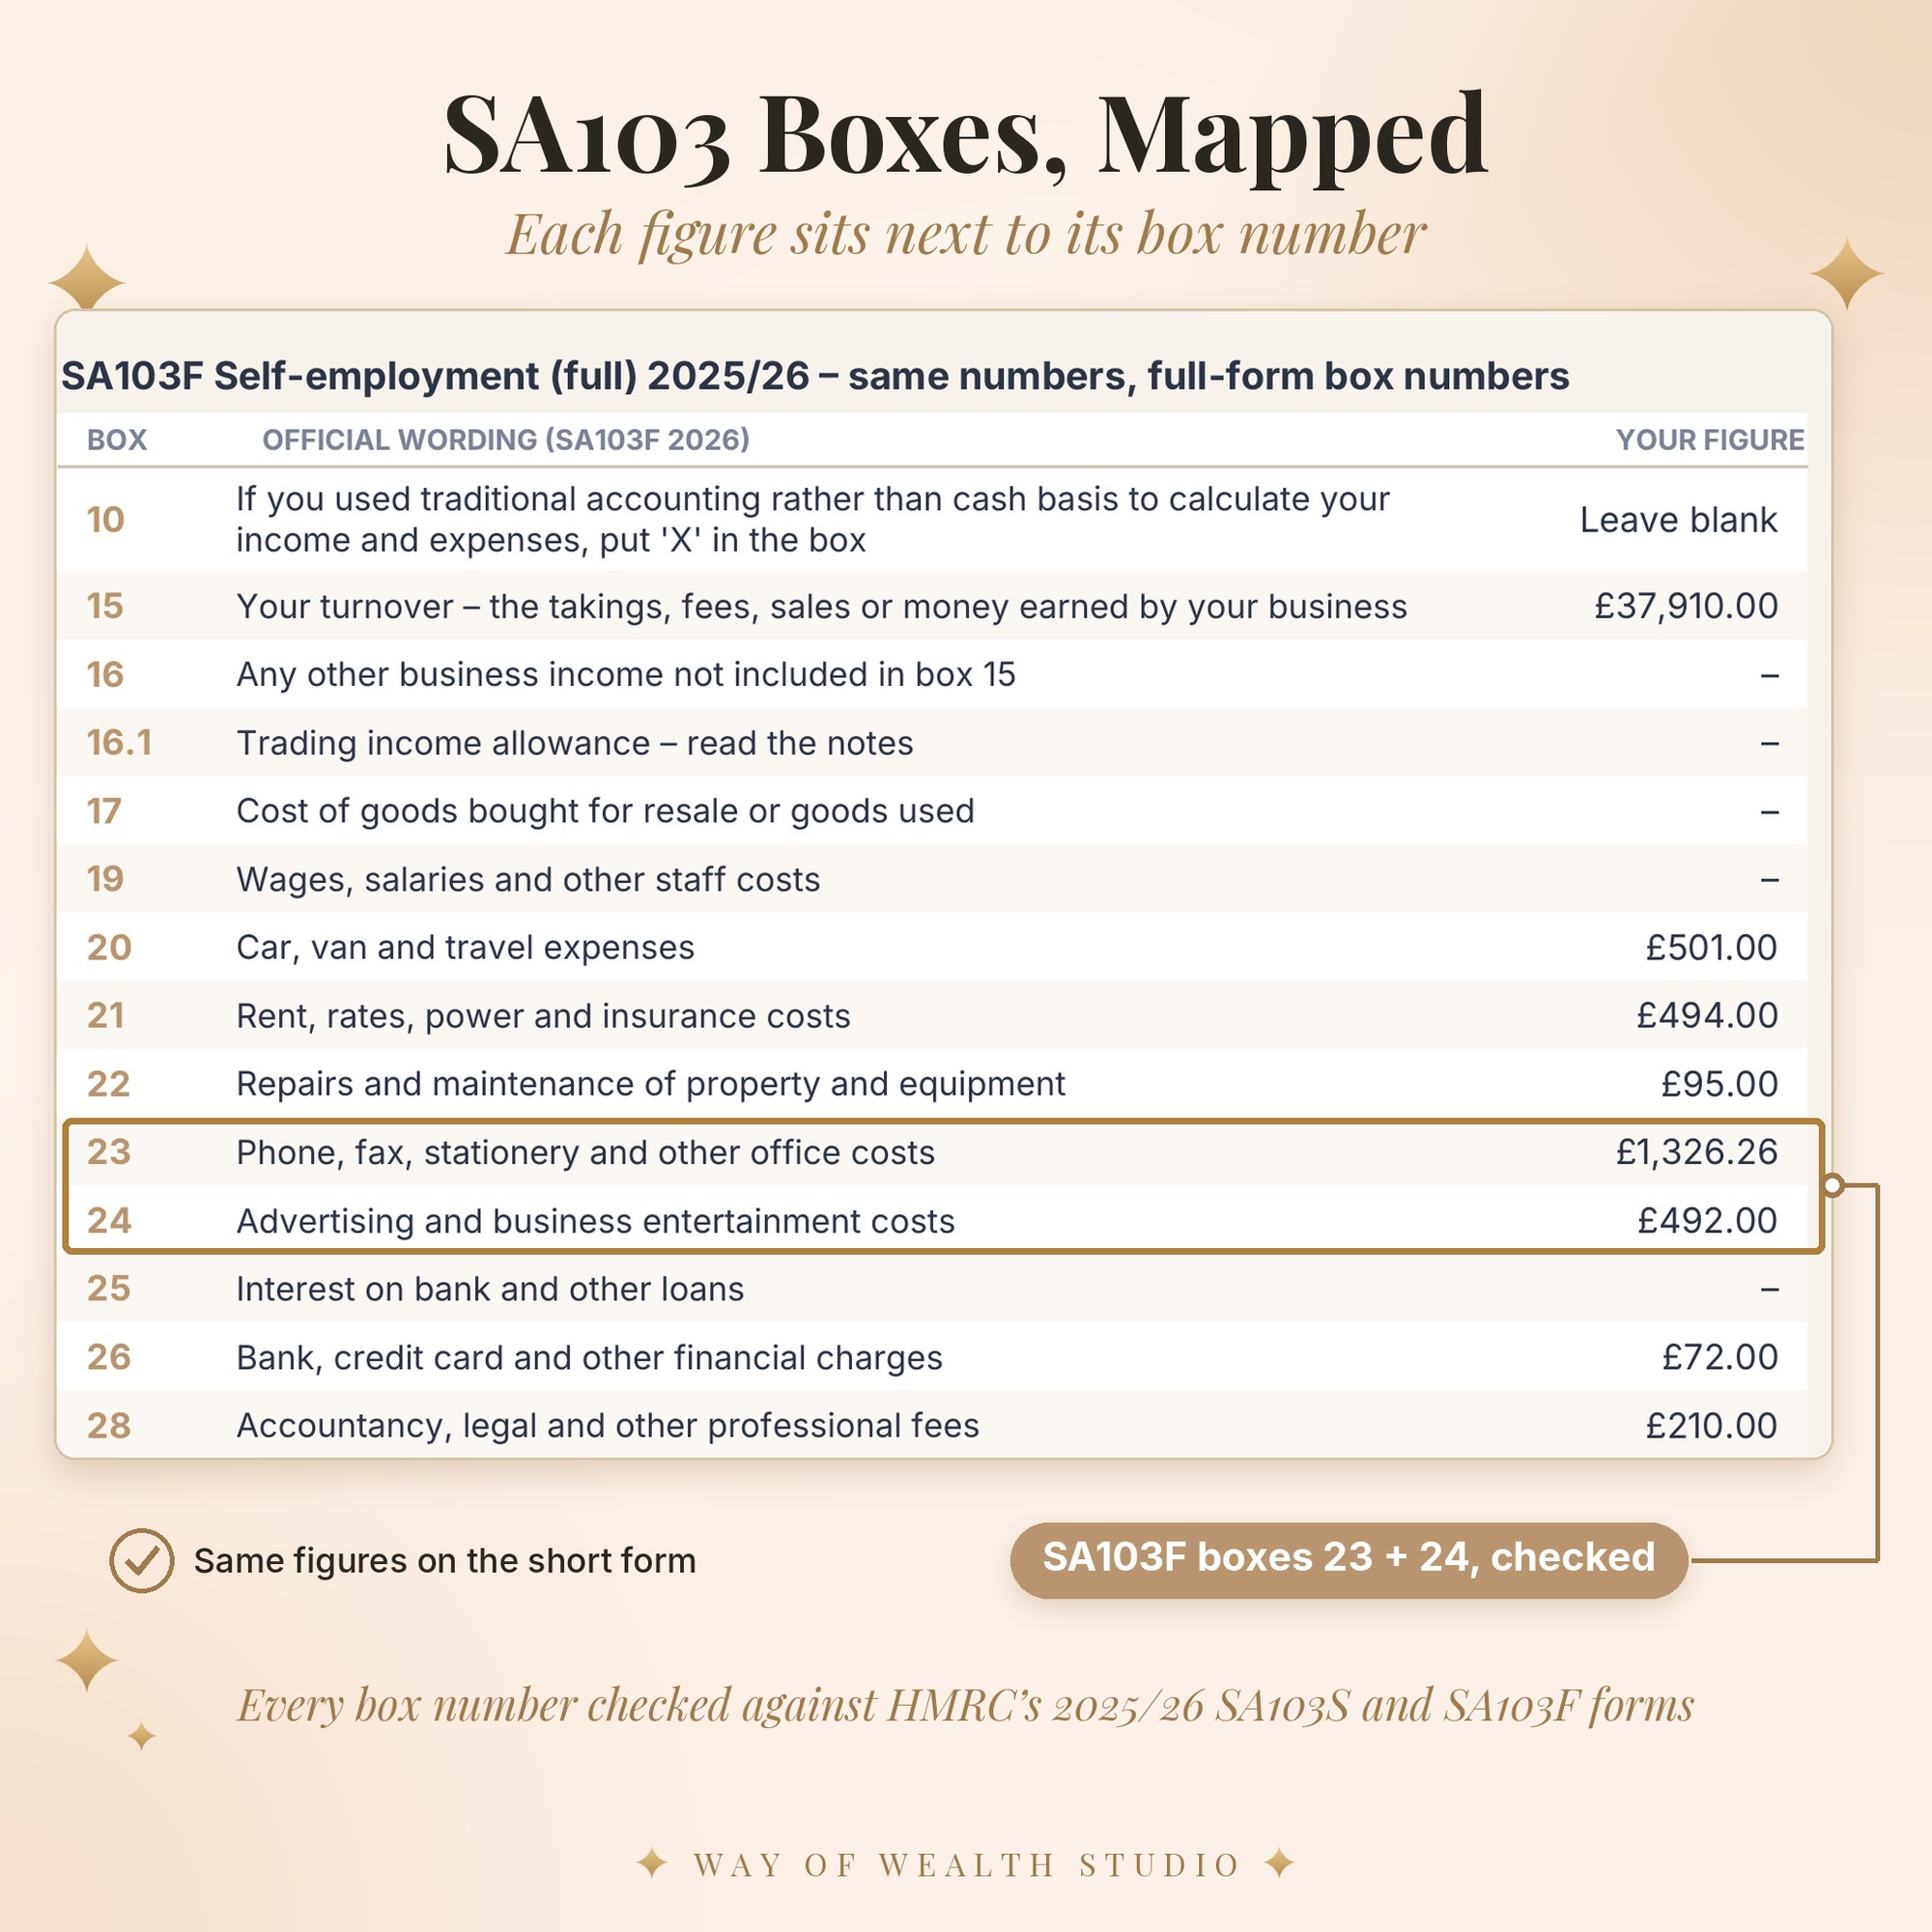 SA103 Boxes, Mapped
Each figure sits next to its box number
SA103F Self-employment (full) 2025/26 – same numbers, full-form box numbers
BOX OFFICIAL WORDING (SA103F 2026) YOUR FIGURE
10 If you used traditional accounting rather than cash basis to calculate your
income and expenses, put 'X' in the box Leave blank
15 Your turnover – the takings, fees, sales or money earned by your business £37,910.00
16 Any other business income not included in box 15 –
16.1 Trading income allowance – read the notes –
17 Cost of goods bought for resale or goods used –
19 Wages, salaries and other staff costs –
20 Car, van and travel expenses £501.00
21 Rent, rates, power and insurance costs £494.00
22 Repairs and maintenance of property and equipment £95.00
23 Phone, fax, stationery and other office costs £1,326.26
24 Advertising and business entertainment costs £492.00
25 Interest on bank and other loans –
26 Bank, credit card and other financial charges £72.00
28 Accountancy, legal and other professional fees £210.00
Same figures on the short form
SA103F boxes 23 + 24, checked
Every box number checked against HMRC’s 2025/26 SA103S and SA103F forms
WAY OF WEALTH STUDIO